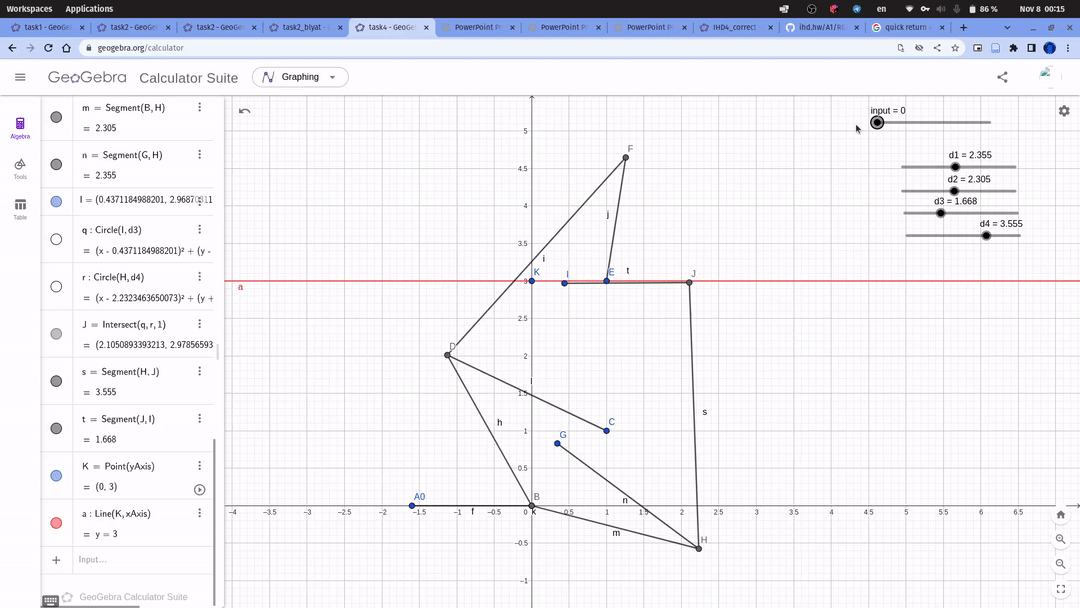 Workspaces Applications en 86 % Nov 8 00:15
task1 - GeoGe task2 - GeoGe task2 - GeoGe task2_biyat - task4 - GeoGe PowerPoint P PowerPoint P PowerPoint P IHD4_correct ihd.hw/A1/R quick return
geogebra.org/calculator
GeoGebra Calculator Suite Graphing
Algebra
Tools
Table
m = Segment(B, H)
= 2.305
n = Segment(G, H)
= 2.355
I = (0.4371184988201, 2.968
q : Circle(I, d3)
= (x - 0.4371184988201)² + (y -
r : Circle(H, d4)
= (x - 2.2323463650073)² + (y +
J = Intersect(q, r, 1)
= (2.1050893393213, 2.97856593
s = Segment(H, J)
= 3.555
t = Segment(J, I)
= 1.668
K = Point(yAxis)
= (0, 3)
a : Line(K, xAxis)
= y = 3
Input...
GeoGebra Calculator Suite
input = 0
d1 = 2.355
d2 = 2.305
d3 = 1.668
d4 = 3.555
5
F
4.5
4
j
3.5
i
K I E t J
3
a
2.5
D
2
l
1.5
h C s
1
G
0.5
n
A0 B
−4 −3.5 −3 −2.5 −2 −1.5 −1 −0.5 0 0.5 1 1.5 2 2.5 3 3.5 4 4.5 5 5.5 6 6.5
f k
m
H
−0.5
−1